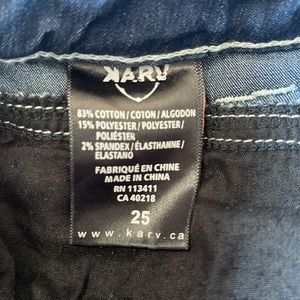 KARV
83% COTTON / COTON / ALGODON
15% POLYESTER / POLYESTER /
POLIÉSTER
2% SPANDEX / ÉLASTHANNE /
ELASTANO
FABRIQUÉ EN CHINE
MADE IN CHINA
RN 113411
CA 40218
25
www.karv.ca